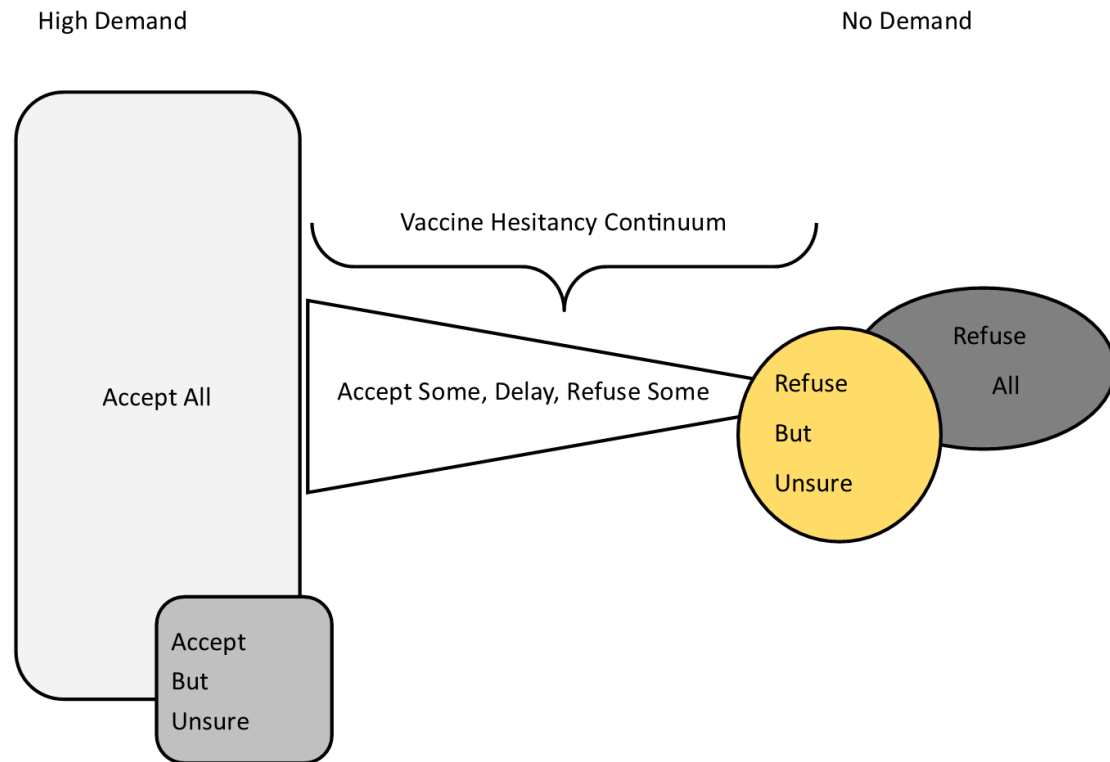 High Demand
No Demand
Vaccine Hesitancy Continuum
Accept All
Accept Some, Delay, Refuse Some
Refuse
But
Unsure
Refuse
All
Accept
But
Unsure